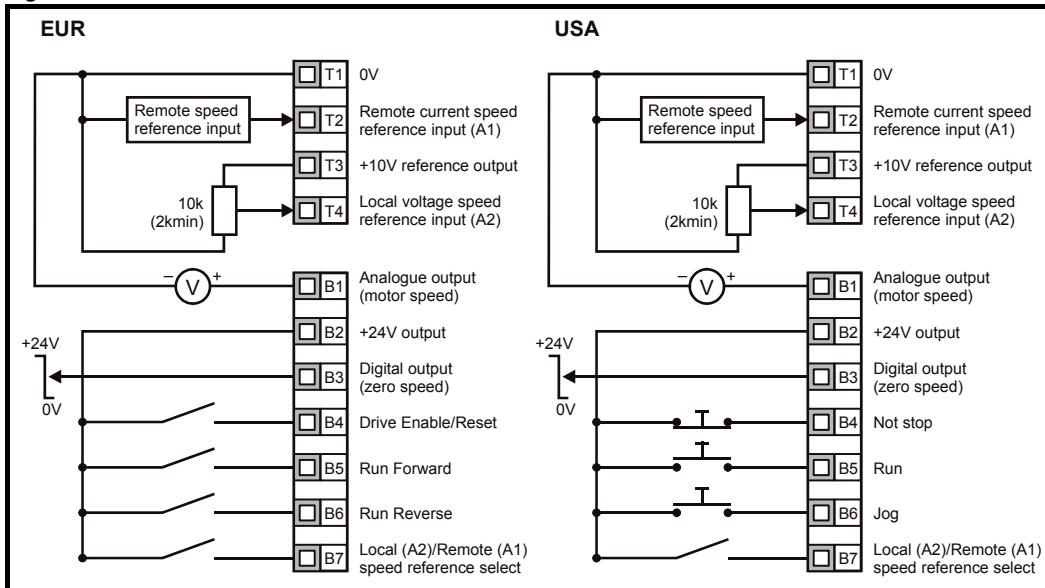 EUR
T1 0V
Remote speed
reference input
T2 Remote current speed
reference input (A1)
T3 +10V reference output
10k
(2kmin)
T4 Local voltage speed
reference input (A2)
– V +
B1 Analogue output
(motor speed)
B2 +24V output
+24V
0V
B3 Digital output
(zero speed)
B4 Drive Enable/Reset
B5 Run Forward
B6 Run Reverse
B7 Local (A2)/Remote (A1)
speed reference select
USA
T1 0V
Remote speed
reference input
T2 Remote current speed
reference input (A1)
T3 +10V reference output
10k
(2kmin)
T4 Local voltage speed
reference input (A2)
– V +
B1 Analogue output
(motor speed)
B2 +24V output
+24V
0V
B3 Digital output
(zero speed)
B4 Not stop
B5 Run
B6 Jog
B7 Local (A2)/Remote (A1)
speed reference select